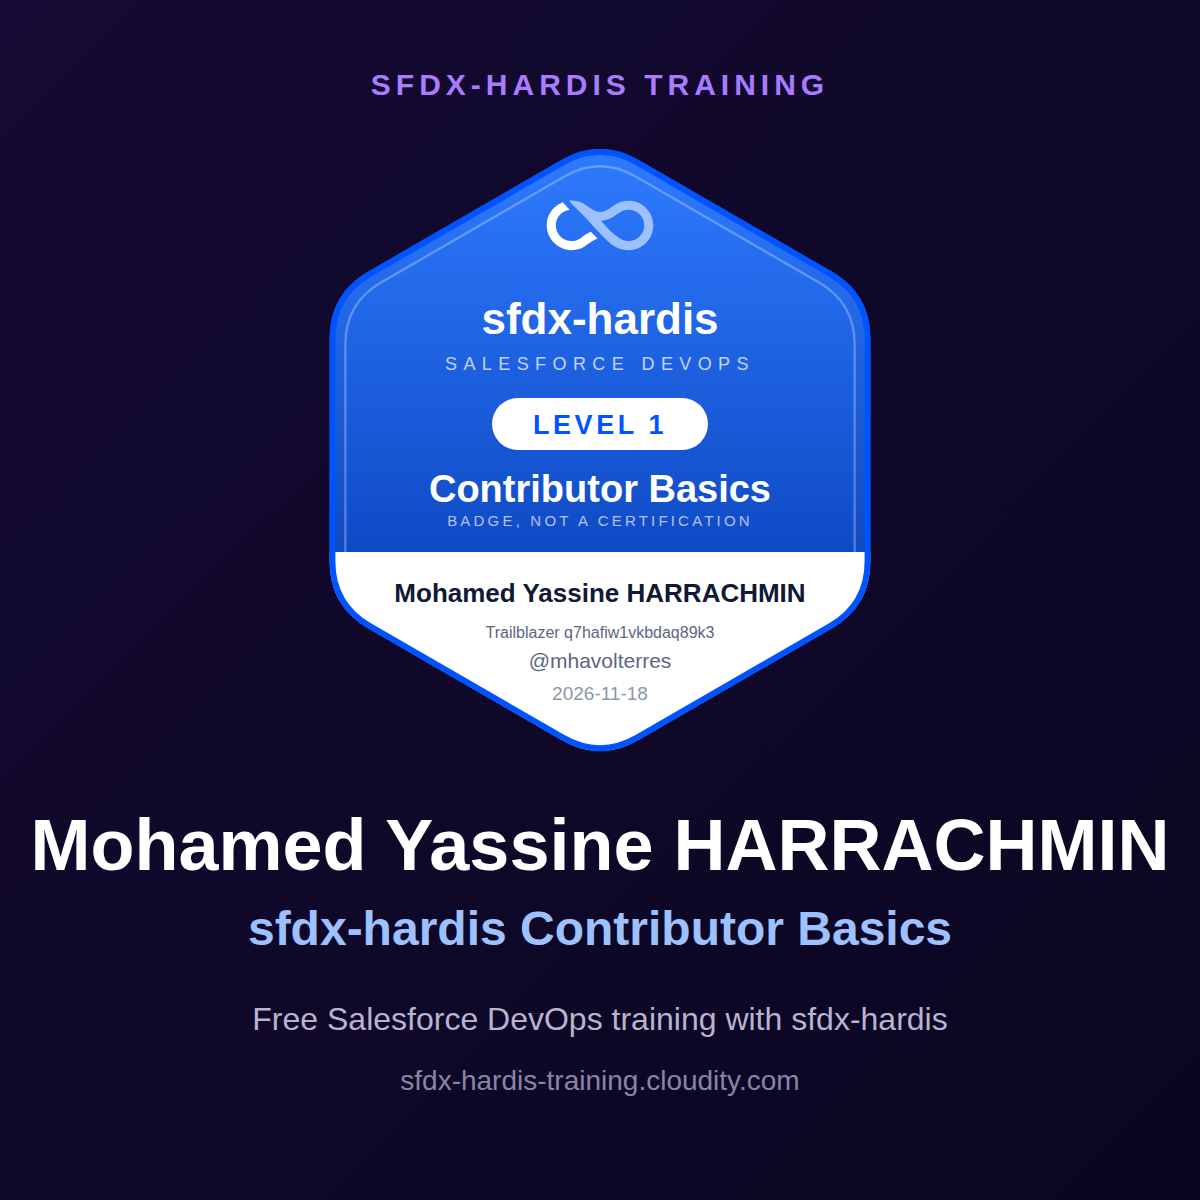 SFDX-HARDIS TRAINING
sfdx-hardis
SALESFORCE DEVOPS
LEVEL 1
Contributor Basics
BADGE, NOT A CERTIFICATION
Mohamed Yassine HARRACHMIN
Trailblazer q7hafiw1vkbdaq89k3
@mhavolterres
2026-11-18
Mohamed Yassine HARRACHMIN
sfdx-hardis Contributor Basics
Free Salesforce DevOps training with sfdx-hardis
sfdx-hardis-training.cloudity.com